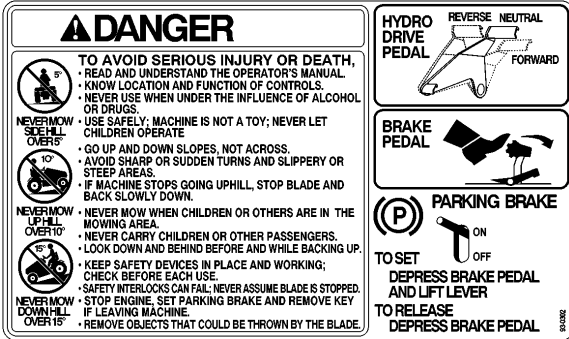 DANGER
5°
NEVER MOW
SIDE HILL
OVER 5°
10°
NEVER MOW
UP HILL
OVER 10°
15°
NEVER MOW
DOWN HILL
OVER 15°
TO AVOID SERIOUS INJURY OR DEATH,
• READ AND UNDERSTAND THE OPERATOR'S MANUAL.
• KNOW LOCATION AND FUNCTION OF CONTROLS.
• NEVER USE WHEN UNDER THE INFLUENCE OF ALCOHOL
OR DRUGS.
• USE SAFELY; MACHINE IS NOT A TOY; NEVER LET
CHILDREN OPERATE
• GO UP AND DOWN SLOPES, NOT ACROSS.
• AVOID SHARP OR SUDDEN TURNS AND SLIPPERY OR
STEEP AREAS.
• IF MACHINE STOPS GOING UPHILL, STOP BLADE AND
BACK SLOWLY DOWN.
• NEVER MOW WHEN CHILDREN OR OTHERS ARE IN THE
MOWING AREA.
• NEVER CARRY CHILDREN OR OTHER PASSENGERS.
• LOOK DOWN AND BEHIND BEFORE AND WHILE BACKING UP.
• KEEP SAFETY DEVICES IN PLACE AND WORKING;
CHECK BEFORE EACH USE.
• SAFETY INTERLOCKS CAN FAIL; NEVER ASSUME BLADE IS STOPPED.
• STOP ENGINE, SET PARKING BRAKE AND REMOVE KEY
IF LEAVING MACHINE.
• REMOVE OBJECTS THAT COULD BE THROWN BY THE BLADE.
HYDRO
DRIVE
PEDAL
REVERSE NEUTRAL
FORWARD
BRAKE
PEDAL
P
PARKING BRAKE
ON
OFF
TO SET
DEPRESS BRAKE PEDAL
AND LIFT LEVER
TO RELEASE
DEPRESS BRAKE PEDAL
93-0302